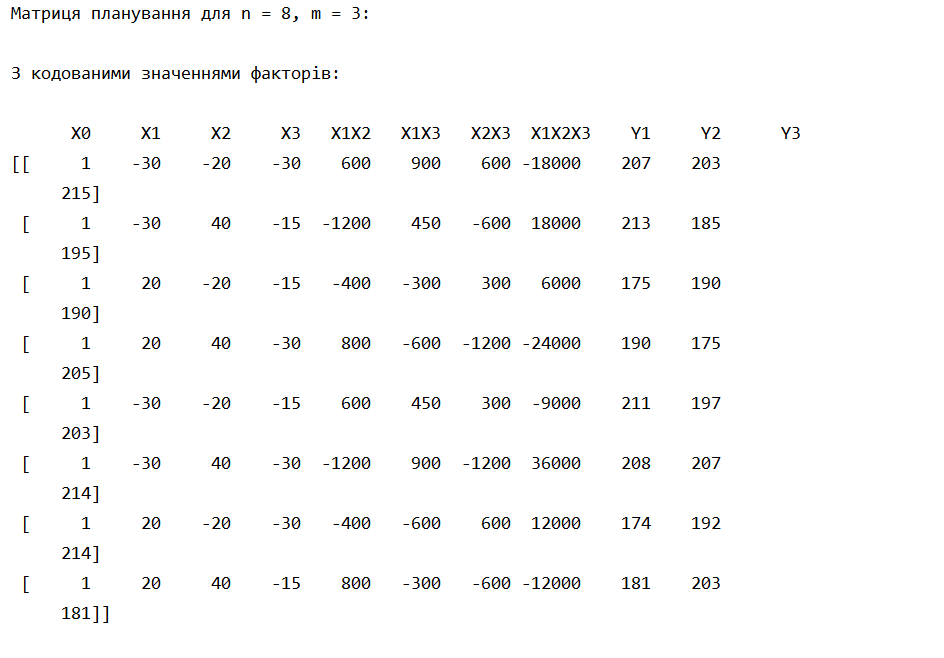 Матриця планування для n = 8, m = 3:
З кодованими значеннями факторів:
X0 X1 X2 X3 X1X2 X1X3 X2X3 X1X2X3 Y1 Y2 Y3
[[ 1 -30 -20 -30 600 900 600 -18000 207 203
215]
[ 1 -30 40 -15 -1200 450 -600 18000 213 185
195]
[ 1 20 -20 -15 -400 -300 300 6000 175 190
190]
[ 1 20 40 -30 800 -600 -1200 -24000 190 175
205]
[ 1 -30 -20 -15 600 450 300 -9000 211 197
203]
[ 1 -30 40 -30 -1200 900 -1200 36000 208 207
214]
[ 1 20 -20 -30 -400 -600 600 12000 174 192
214]
[ 1 20 40 -15 800 -300 -600 -12000 181 203
181]]